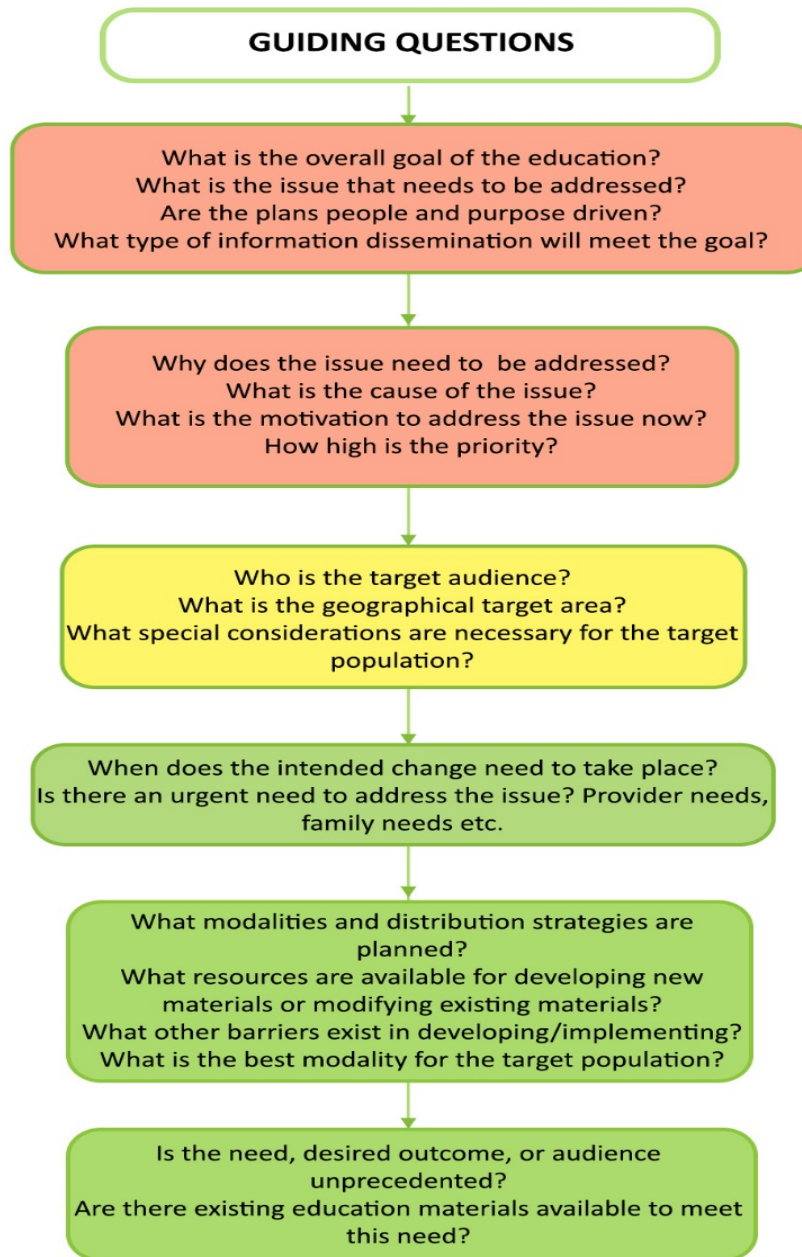 GUIDING QUESTIONS
What is the overall goal of the education?
What is the issue that needs to be addressed?
Are the plans people and purpose driven?
What type of information dissemination will meet the goal?
Why does the issue need to be addressed?
What is the cause of the issue?
What is the motivation to address the issue now?
How high is the priority?
Who is the target audience?
What is the geographical target area?
What special considerations are necessary for the target
population?
When does the intended change need to take place?
Is there an urgent need to address the issue? Provider needs,
family needs etc.
What modalities and distribution strategies are
planned?
What resources are available for developing new
materials or modifying existing materials?
What other barriers exist in developing/implementing?
What is the best modality for the target population?
Is the need, desired outcome, or audience
unprecedented?
Are there existing education materials available to meet
this need?